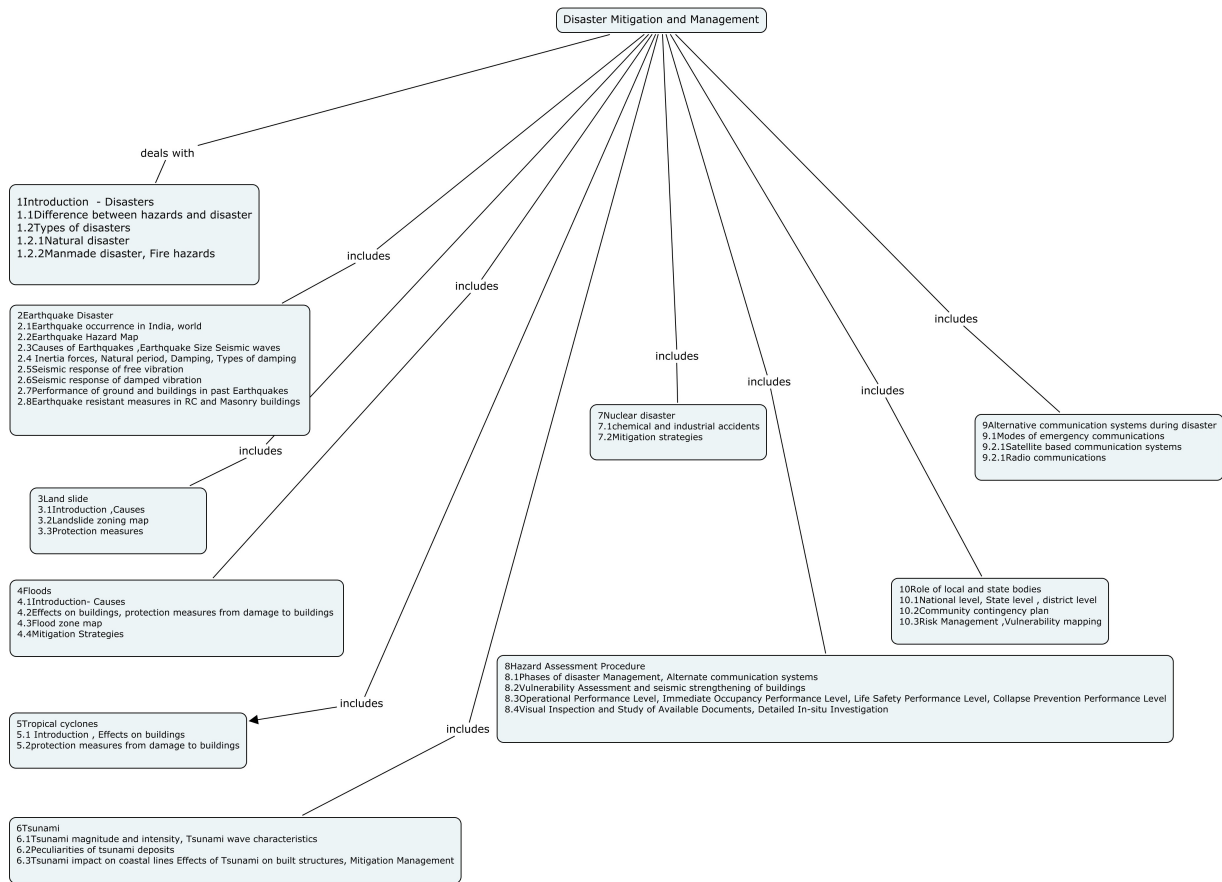 Disaster Mitigation and Management
deals with
1Introduction  - Disasters
1.1Difference between hazards and disaster
1.2Types of disasters
1.2.1Natural disaster
1.2.2Manmade disaster, Fire hazards
includes
2Earthquake Disaster
2.1Earthquake occurrence in India, world
2.2Earthquake Hazard Map
2.3Causes of Earthquakes ,Earthquake Size Seismic waves
2.4 Inertia forces, Natural period, Damping, Types of damping
2.5Seismic response of free vibration
2.6Seismic response of damped vibration
2.7Performance of ground and buildings in past Earthquakes
2.8Earthquake resistant measures in RC and Masonry buildings
includes
3Land slide
3.1Introduction ,Causes
3.2Landslide zoning map
3.3Protection measures
includes
4Floods
4.1Introduction- Causes
4.2Effects on buildings, protection measures from damage to buildings
4.3Flood zone map
4.4Mitigation Strategies
includes
5Tropical cyclones
5.1 Introduction , Effects on buildings
5.2protection measures from damage to buildings
includes
6Tsunami
6.1Tsunami magnitude and intensity, Tsunami wave characteristics
6.2Peculiarities of tsunami deposits
6.3Tsunami impact on coastal lines Effects of Tsunami on built structures, Mitigation Management
includes
7Nuclear disaster
7.1chemical and industrial accidents
7.2Mitigation strategies
includes
8Hazard Assessment Procedure
8.1Phases of disaster Management, Alternate communication systems
8.2Vulnerability Assessment and seismic strengthening of buildings
8.3Operational Performance Level, Immediate Occupancy Performance Level, Life Safety Performance Level, Collapse Prevention Performance Level
8.4Visual Inspection and Study of Available Documents, Detailed In-situ Investigation
includes
9Alternative communication systems during disaster
9.1Modes of emergency communications
9.2.1Satellite based communication systems
9.2.1Radio communications
includes
10Role of local and state bodies
10.1National level, State level , district level
10.2Community contingency plan
10.3Risk Management ,Vulnerability mapping